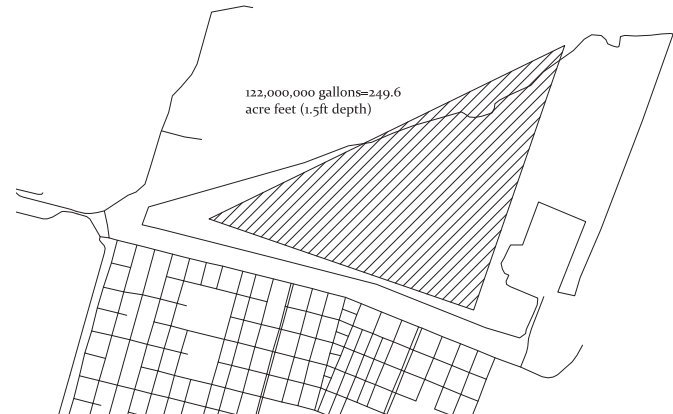 122,000,000 gallons=249.6
acre feet (1.5ft depth)